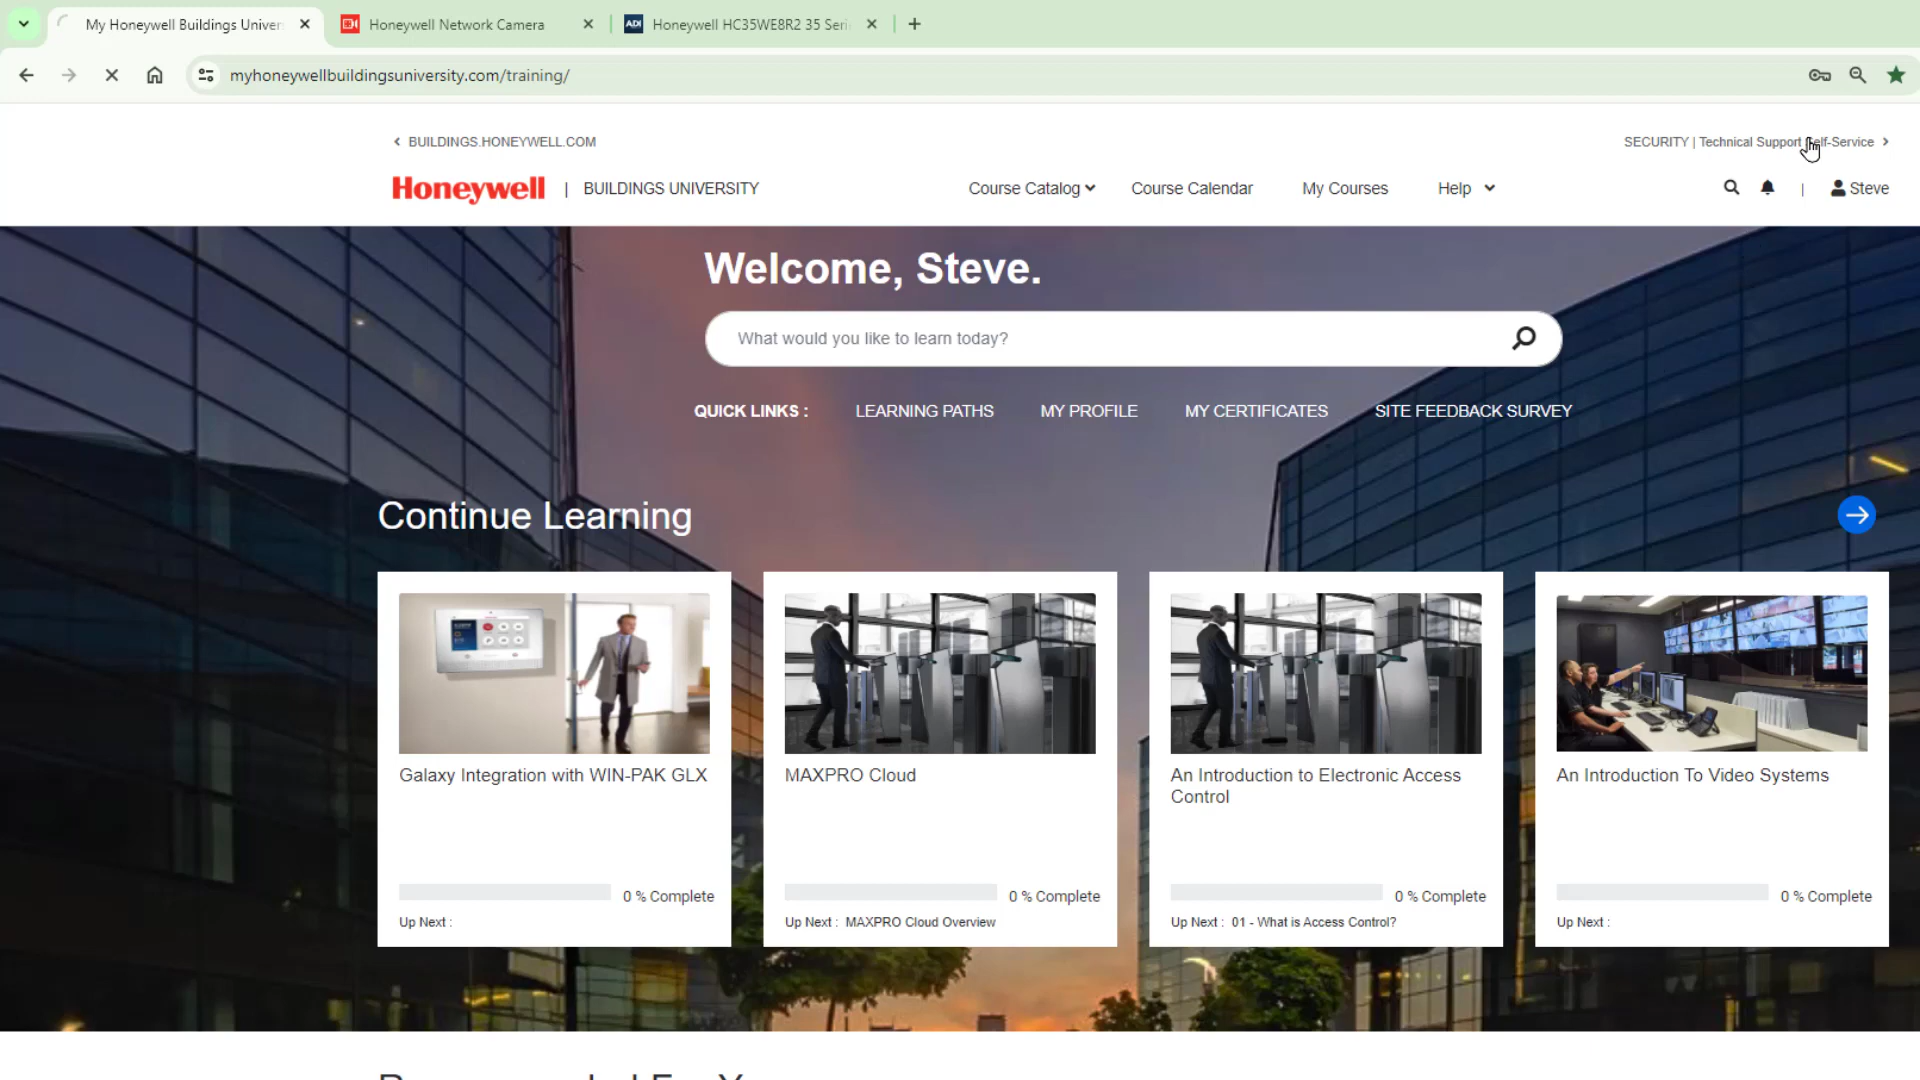 My Honeywell Buildings Univer
Honeywell Network Camera
ADI Honeywell HC35WE8R2 35 Seri
myhoneywellbuildingsuniversity.com/training/
BUILDINGS.HONEYWELL.COM
SECURITY | Technical Support Self-Service
Honeywell | BUILDINGS UNIVERSITY
Course Catalog
Course Calendar
My Courses
Help
Steve
Welcome, Steve.
What would you like to learn today?
QUICK LINKS :
LEARNING PATHS
MY PROFILE
MY CERTIFICATES
SITE FEEDBACK SURVEY
Continue Learning
Galaxy Integration with WIN-PAK GLX
0 % Complete
Up Next :
MAXPRO Cloud
0 % Complete
Up Next : MAXPRO Cloud Overview
An Introduction to Electronic Access
Control
0 % Complete
Up Next : 01 - What is Access Control?
An Introduction To Video Systems
0 % Complete
Up Next :